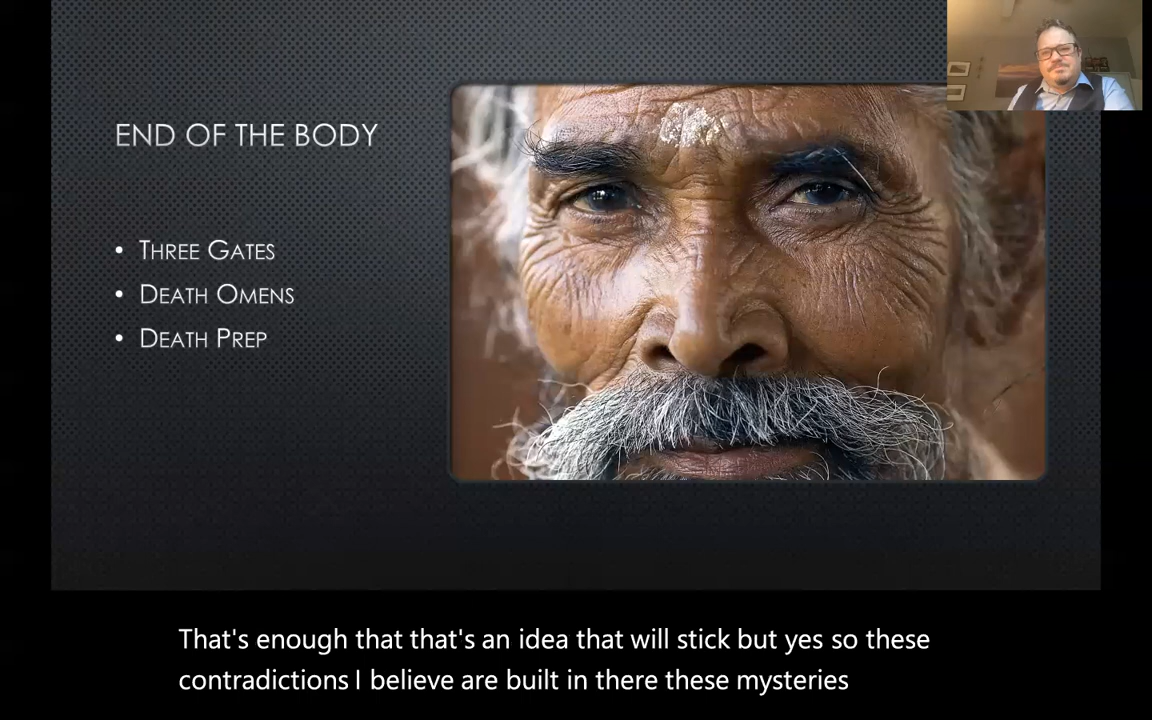 END OF THE BODY
• THREE GATES
• DEATH OMENS
• DEATH PREP
That's enough that that's an idea that will stick but yes so these
contradictions I believe are built in there these mysteries